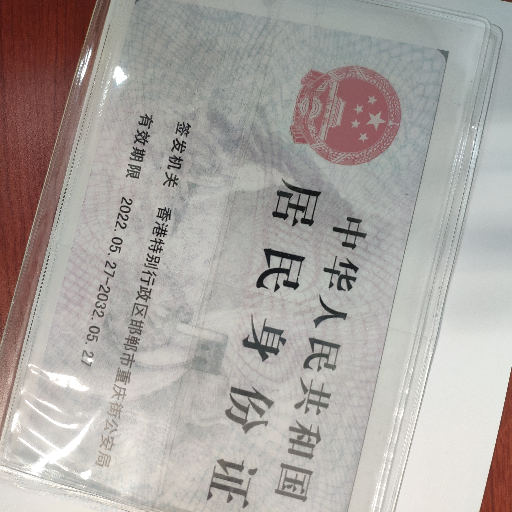 中华人民共和国
居民身份证
签发机关 香港特别行政区邯郸市重庆街公安局
有效期限 2022.05.27-2032.05.27